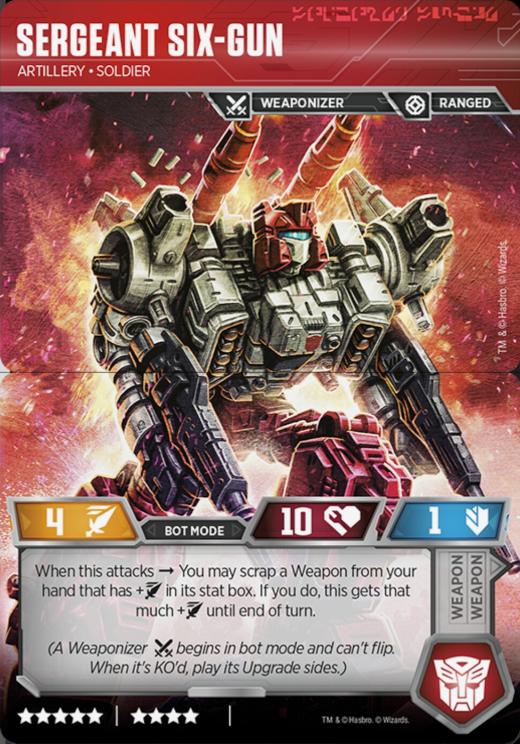 SERGEANT SIX-GUN
ARTILLERY • SOLDIER
WEAPONIZER
RANGED
TM & © Hasbro. © Wizards.
4
BOT MODE
10
1
When this attacks → You may scrap a Weapon from your
hand that has + in its stat box. If you do, this gets that
much + until end of turn.
(A Weaponizer begins in bot mode and can't flip.
When it's KO'd, play its Upgrade sides.)
WEAPON
WEAPON
TM & © Hasbro. © Wizards.